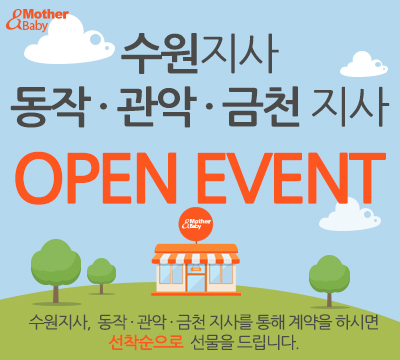 Mother
&Baby
수원지사
동작·관악·금천 지사
OPEN EVENT
Mother
&Baby
수원지사, 동작·관악·금천 지사를 통해 계약을 하시면
선착순으로 선물을 드립니다.